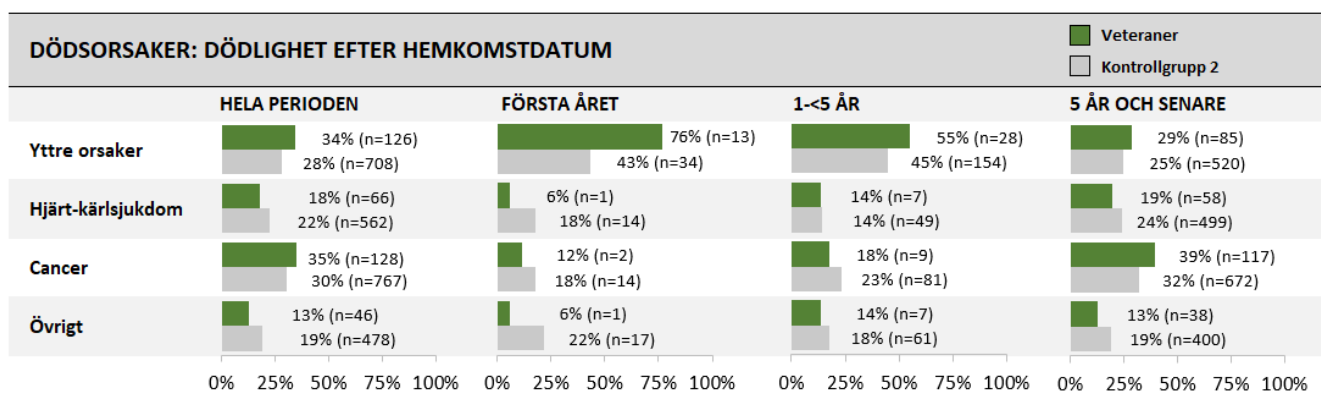 DÖDSORSAKER: DÖDLIGHET EFTER HEMKOMSTDATUM
Veteraner
Kontrollgrupp 2
HELA PERIODEN FÖRSTA ÅRET 1-<5 ÅR 5 ÅR OCH SENARE
Yttre orsaker
34% (n=126) 76% (n=13) 55% (n=28) 29% (n=85)
28% (n=708) 43% (n=34) 45% (n=154) 25% (n=520)
Hjärt-kärlsjukdom
18% (n=66) 6% (n=1) 14% (n=7) 19% (n=58)
22% (n=562) 18% (n=14) 14% (n=49) 24% (n=499)
Cancer
35% (n=128) 12% (n=2) 18% (n=9) 39% (n=117)
30% (n=767) 18% (n=14) 23% (n=81) 32% (n=672)
Övrigt
13% (n=46) 6% (n=1) 14% (n=7) 13% (n=38)
19% (n=478) 22% (n=17) 18% (n=61) 19% (n=400)
0% 25% 50% 75% 100% 0% 25% 50% 75% 100% 0% 25% 50% 75% 100% 0% 25% 50% 75% 100%